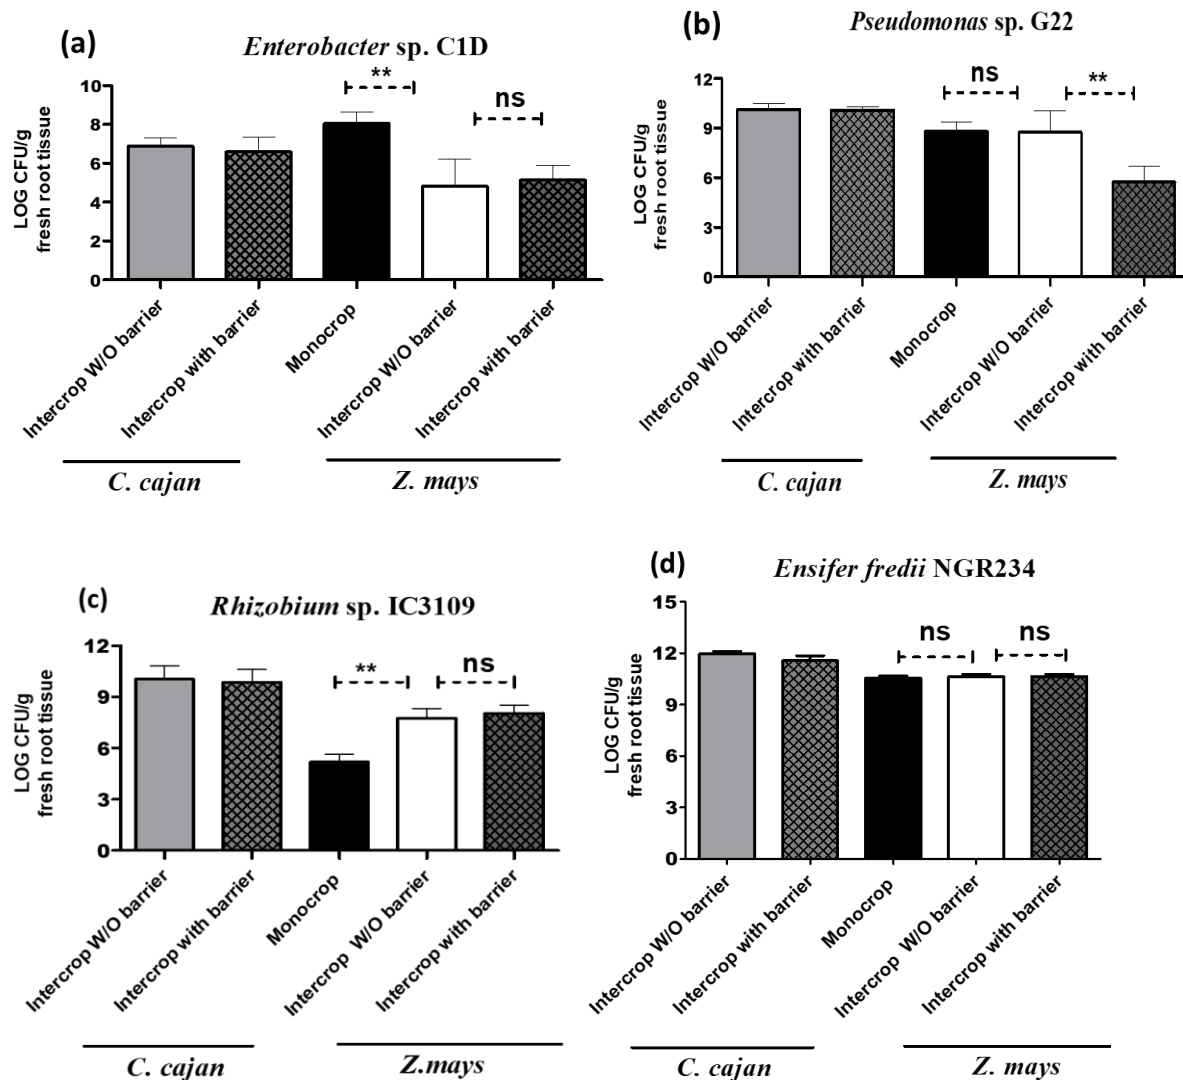 (a)
Enterobacter sp. C1D
LOG CFU/g
fresh root tissue
10
8
6
4
2
0
**
ns
Intercrop W/O barrier
Intercrop with barrier
Monocrop
Intercrop W/O barrier
Intercrop with barrier
C. cajan
Z. mays
(b)
Pseudomonas sp. G22
LOG CFU/g
fresh root tissue
12
9
6
3
0
ns
**
Intercrop W/O barrier
Intercrop with barrier
Monocrop
Intercrop W/O barrier
Intercrop with barrier
C. cajan
Z. mays
(c)
Rhizobium sp. IC3109
LOG CFU/g
fresh root tissue
12
9
6
3
0
**
ns
Intercrop W/O barrier
Intercrop with barrier
Monocrop
Intercrop W/O barrier
Intercrop with barrier
C. cajan
Z.mays
(d)
Ensifer fredii NGR234
LOG CFU/g
fresh root tissue
15
12
9
6
3
0
ns
ns
Intercrop W/O barrier
Intercrop with barrier
Monocrop
Intercrop W/O barrier
Intercrop with barrier
C. cajan
Z. mays